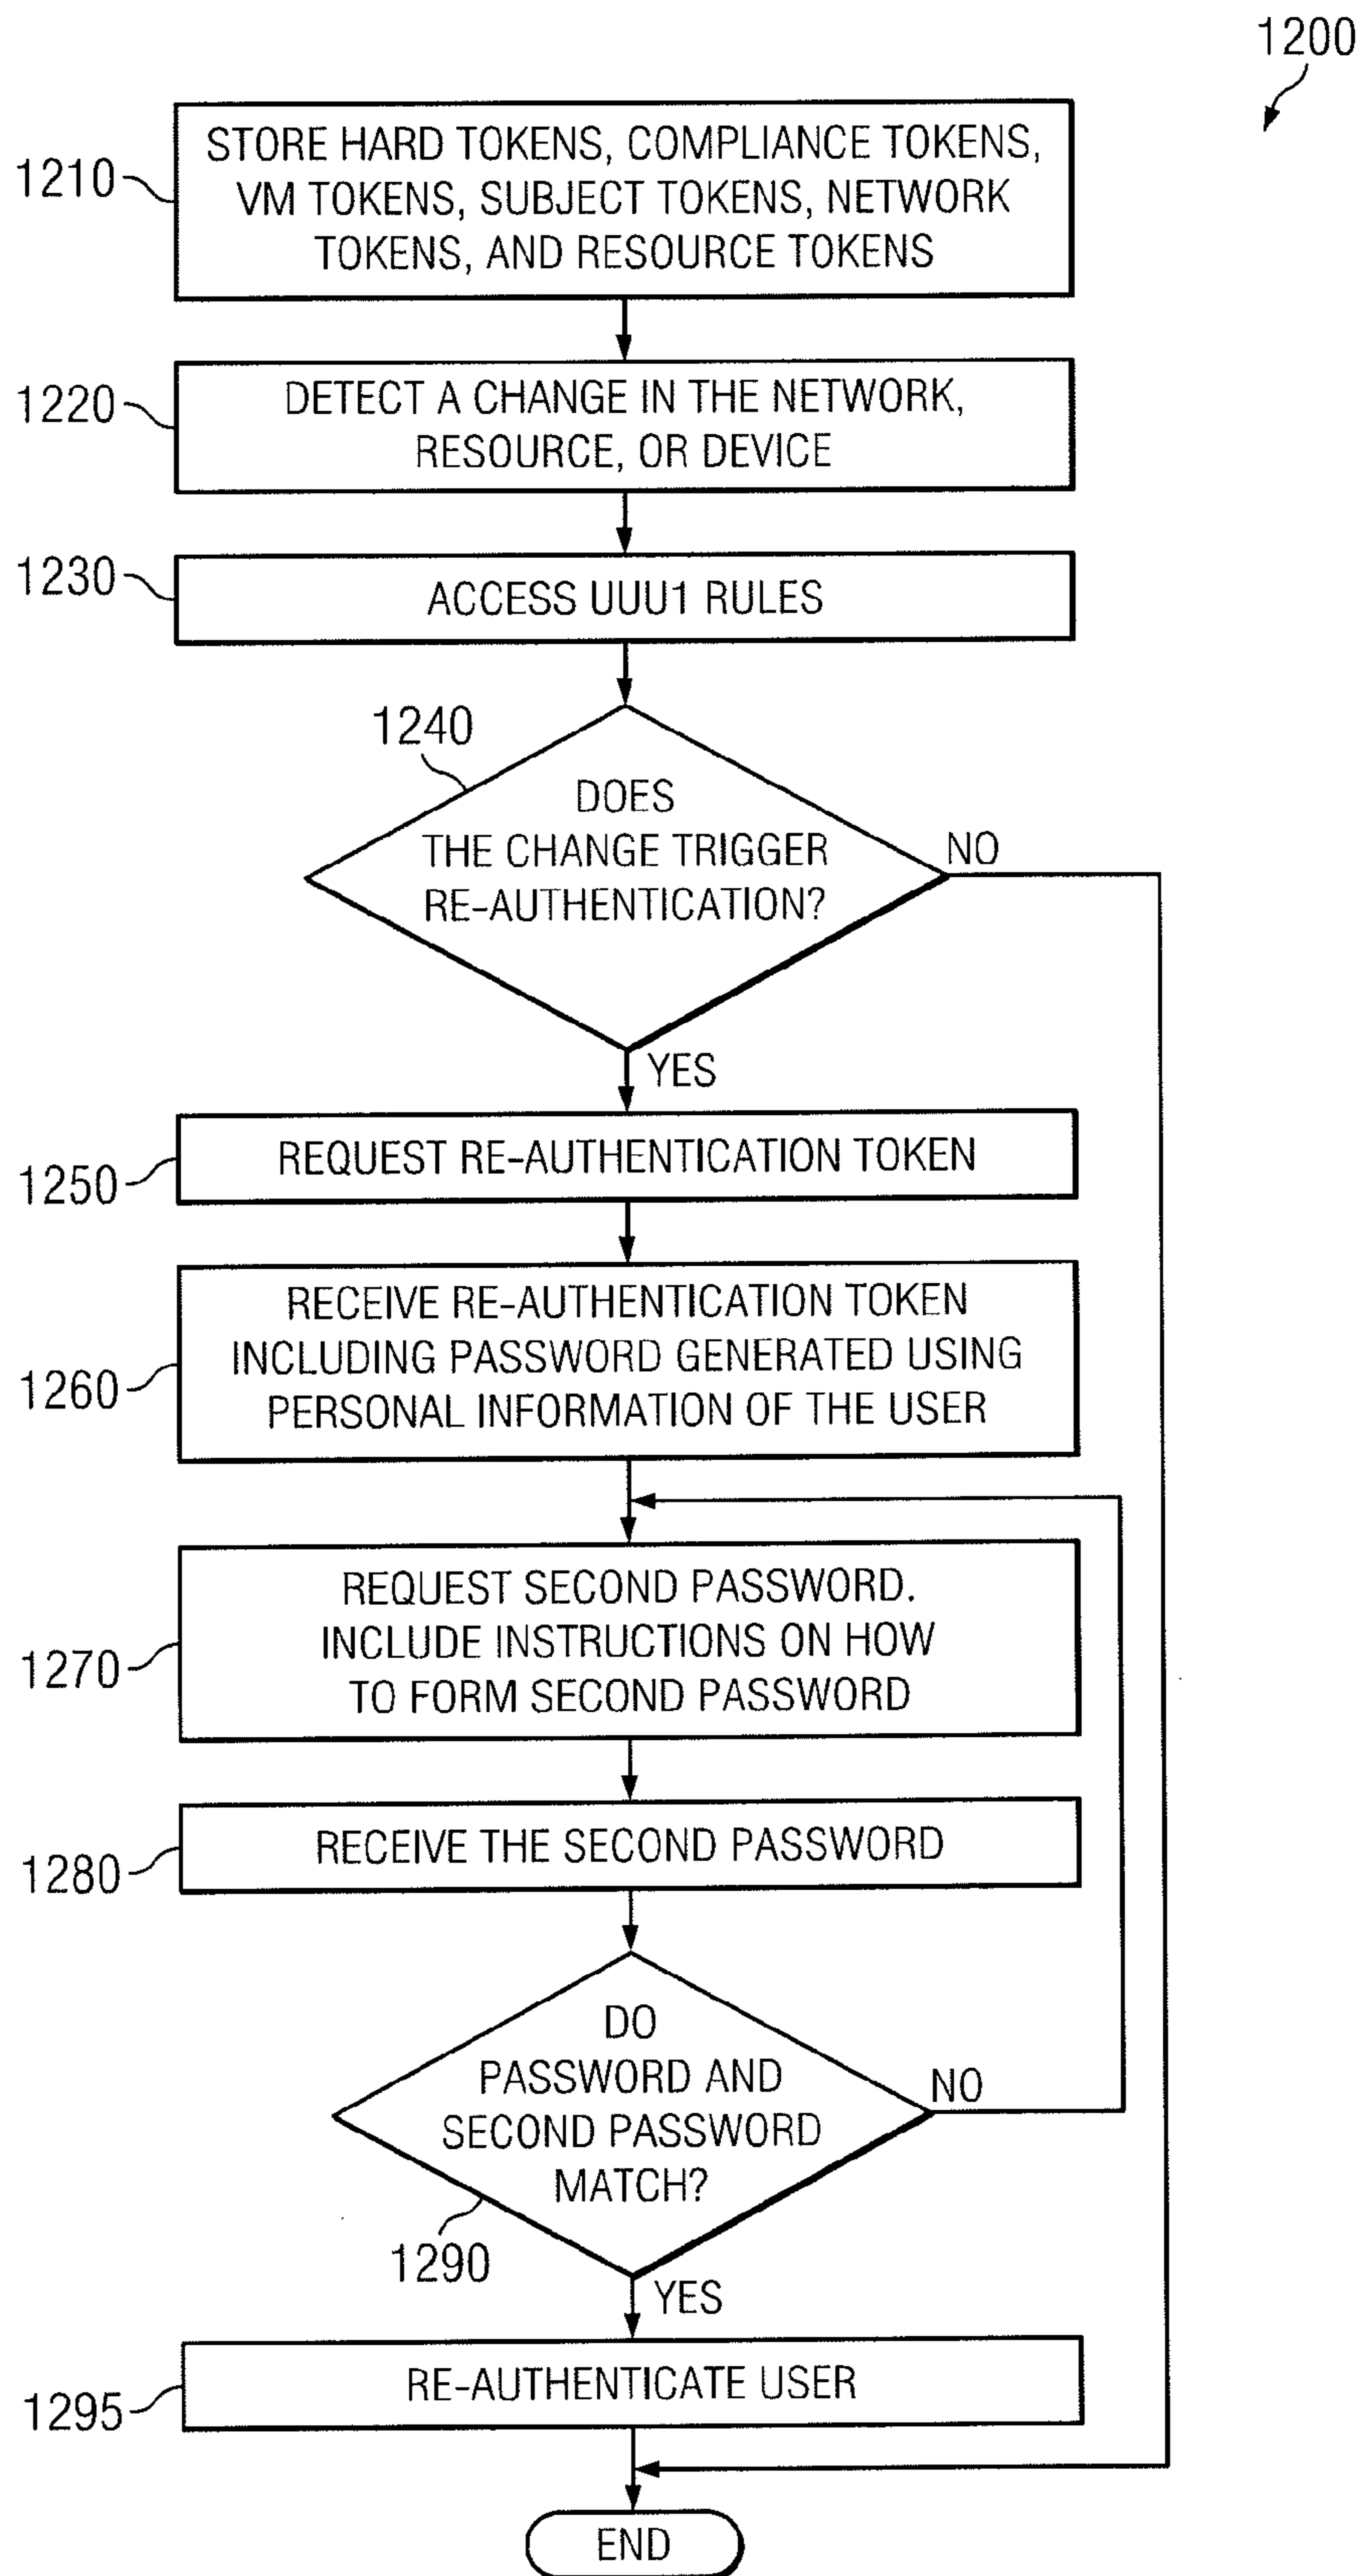 1200
1210
STORE HARD TOKENS, COMPLIANCE TOKENS,
VM TOKENS, SUBJECT TOKENS, NETWORK
TOKENS, AND RESOURCE TOKENS
1220
DETECT A CHANGE IN THE NETWORK,
RESOURCE, OR DEVICE
1230
ACCESS UUU1 RULES
1240
DOES
THE CHANGE TRIGGER
RE-AUTHENTICATION?
NO
YES
1250
REQUEST RE-AUTHENTICATION TOKEN
1260
RECEIVE RE-AUTHENTICATION TOKEN
INCLUDING PASSWORD GENERATED USING
PERSONAL INFORMATION OF THE USER
1270
REQUEST SECOND PASSWORD.
INCLUDE INSTRUCTIONS ON HOW
TO FORM SECOND PASSWORD
1280
RECEIVE THE SECOND PASSWORD
DO
PASSWORD AND
SECOND PASSWORD
MATCH?
NO
1290
YES
1295
RE-AUTHENTICATE USER
END